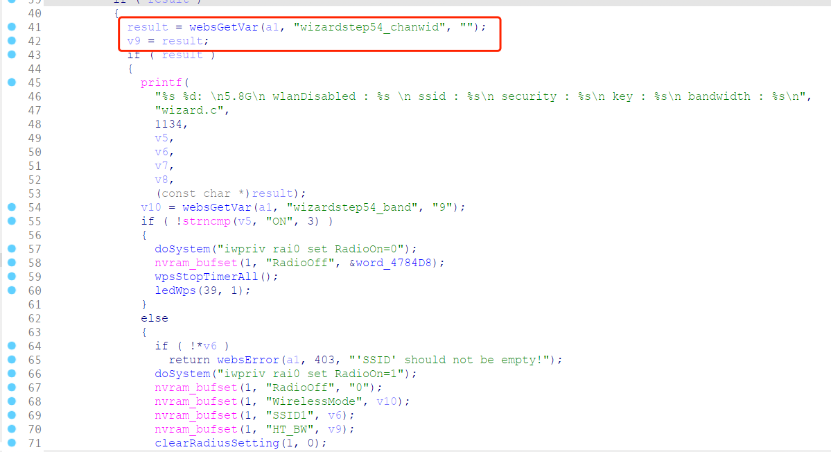 39 if ( result )
40 {
41 result = websGetVar(a1, "wizardstep54_chanwid", "");
42 v9 = result;
43 if ( result )
44 {
45 printf(
46 "%s %d: \n5.8G\n wlanDisabled : %s \n ssid : %s\n security : %s\n key : %s\n bandwidth : %s\n",
47 "wizard.c",
48 1134,
49 v5,
50 v6,
51 v7,
52 v8,
53 (const char *)result);
54 v10 = websGetVar(a1, "wizardstep54_band", "9");
55 if ( !strncmp(v5, "ON", 3) )
56 {
57 doSystem("iwpriv rai0 set RadioOn=0");
58 nvram_bufset(1, "RadioOff", &word_4784D8);
59 wpsStopTimerAll();
60 ledWps(39, 1);
61 }
62 else
63 {
64 if ( !*v6 )
65 return websError(a1, 403, "'SSID' should not be empty!");
66 doSystem("iwpriv rai0 set RadioOn=1");
67 nvram_bufset(1, "RadioOff", "0");
68 nvram_bufset(1, "WirelessMode", v10);
69 nvram_bufset(1, "SSID1", v6);
70 nvram_bufset(1, "HT_BW", v9);
71 clearRadiusSetting(1, 0);